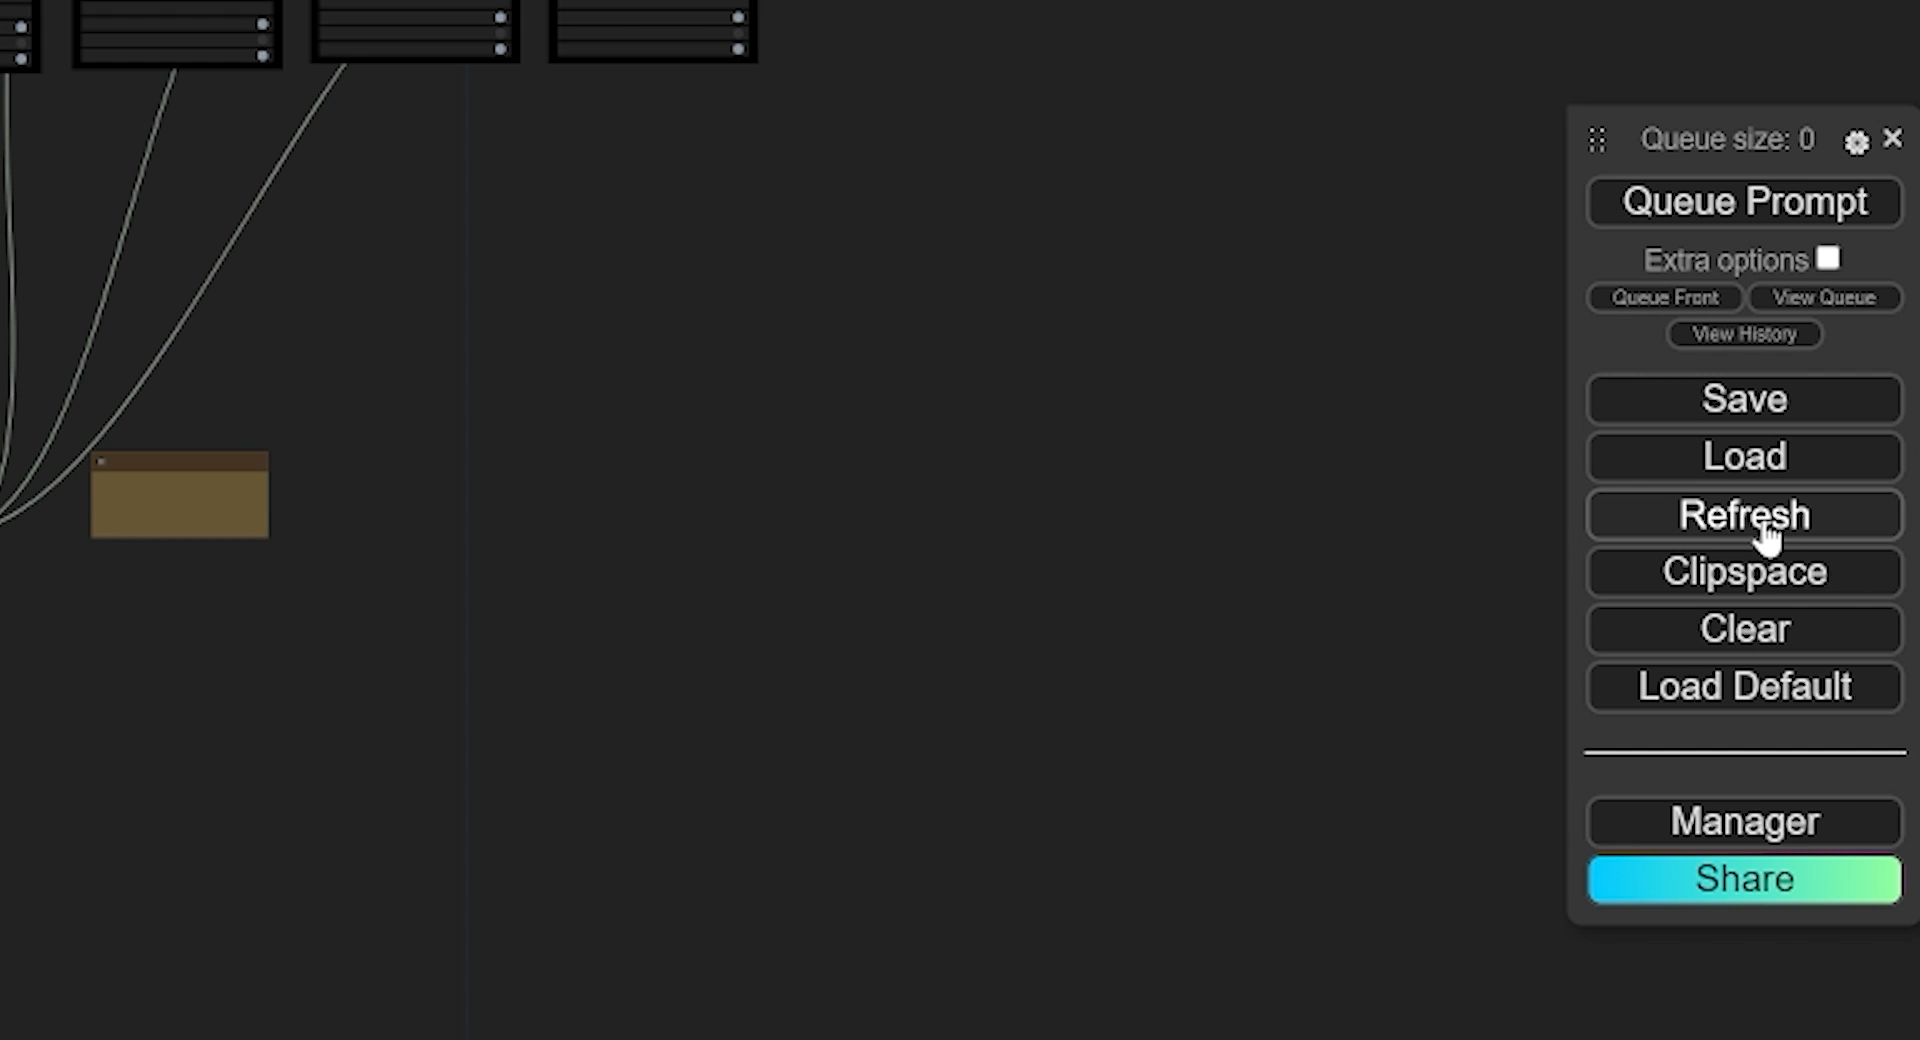 Queue size: 0
Queue Prompt
Extra options
Queue Front View Queue
View History
Save
Load
Refresh
Clipspace
Clear
Load Default
Manager
Share